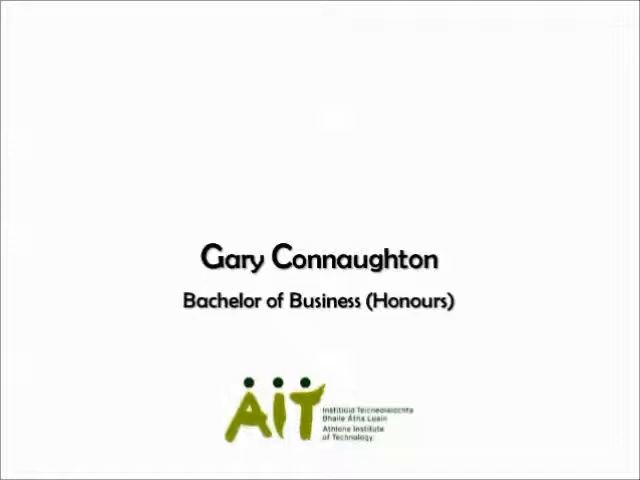 Gary Connaughton
Bachelor of Business (Honours)
AIT
Institiúid Teicneolaíochta
Bhaile Átha Luain
Athlone Institute
of Technology